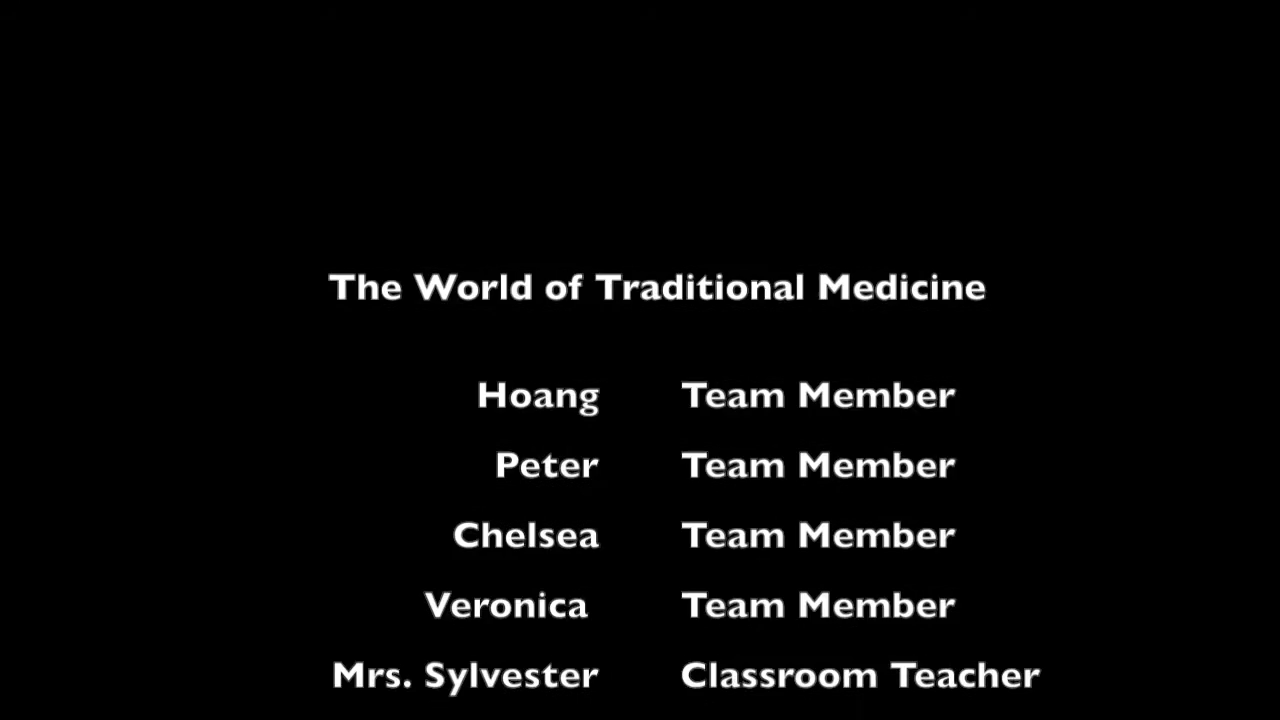 The World of Traditional Medicine
Hoang Team Member
Peter Team Member
Chelsea Team Member
Veronica Team Member
Mrs. Sylvester Classroom Teacher